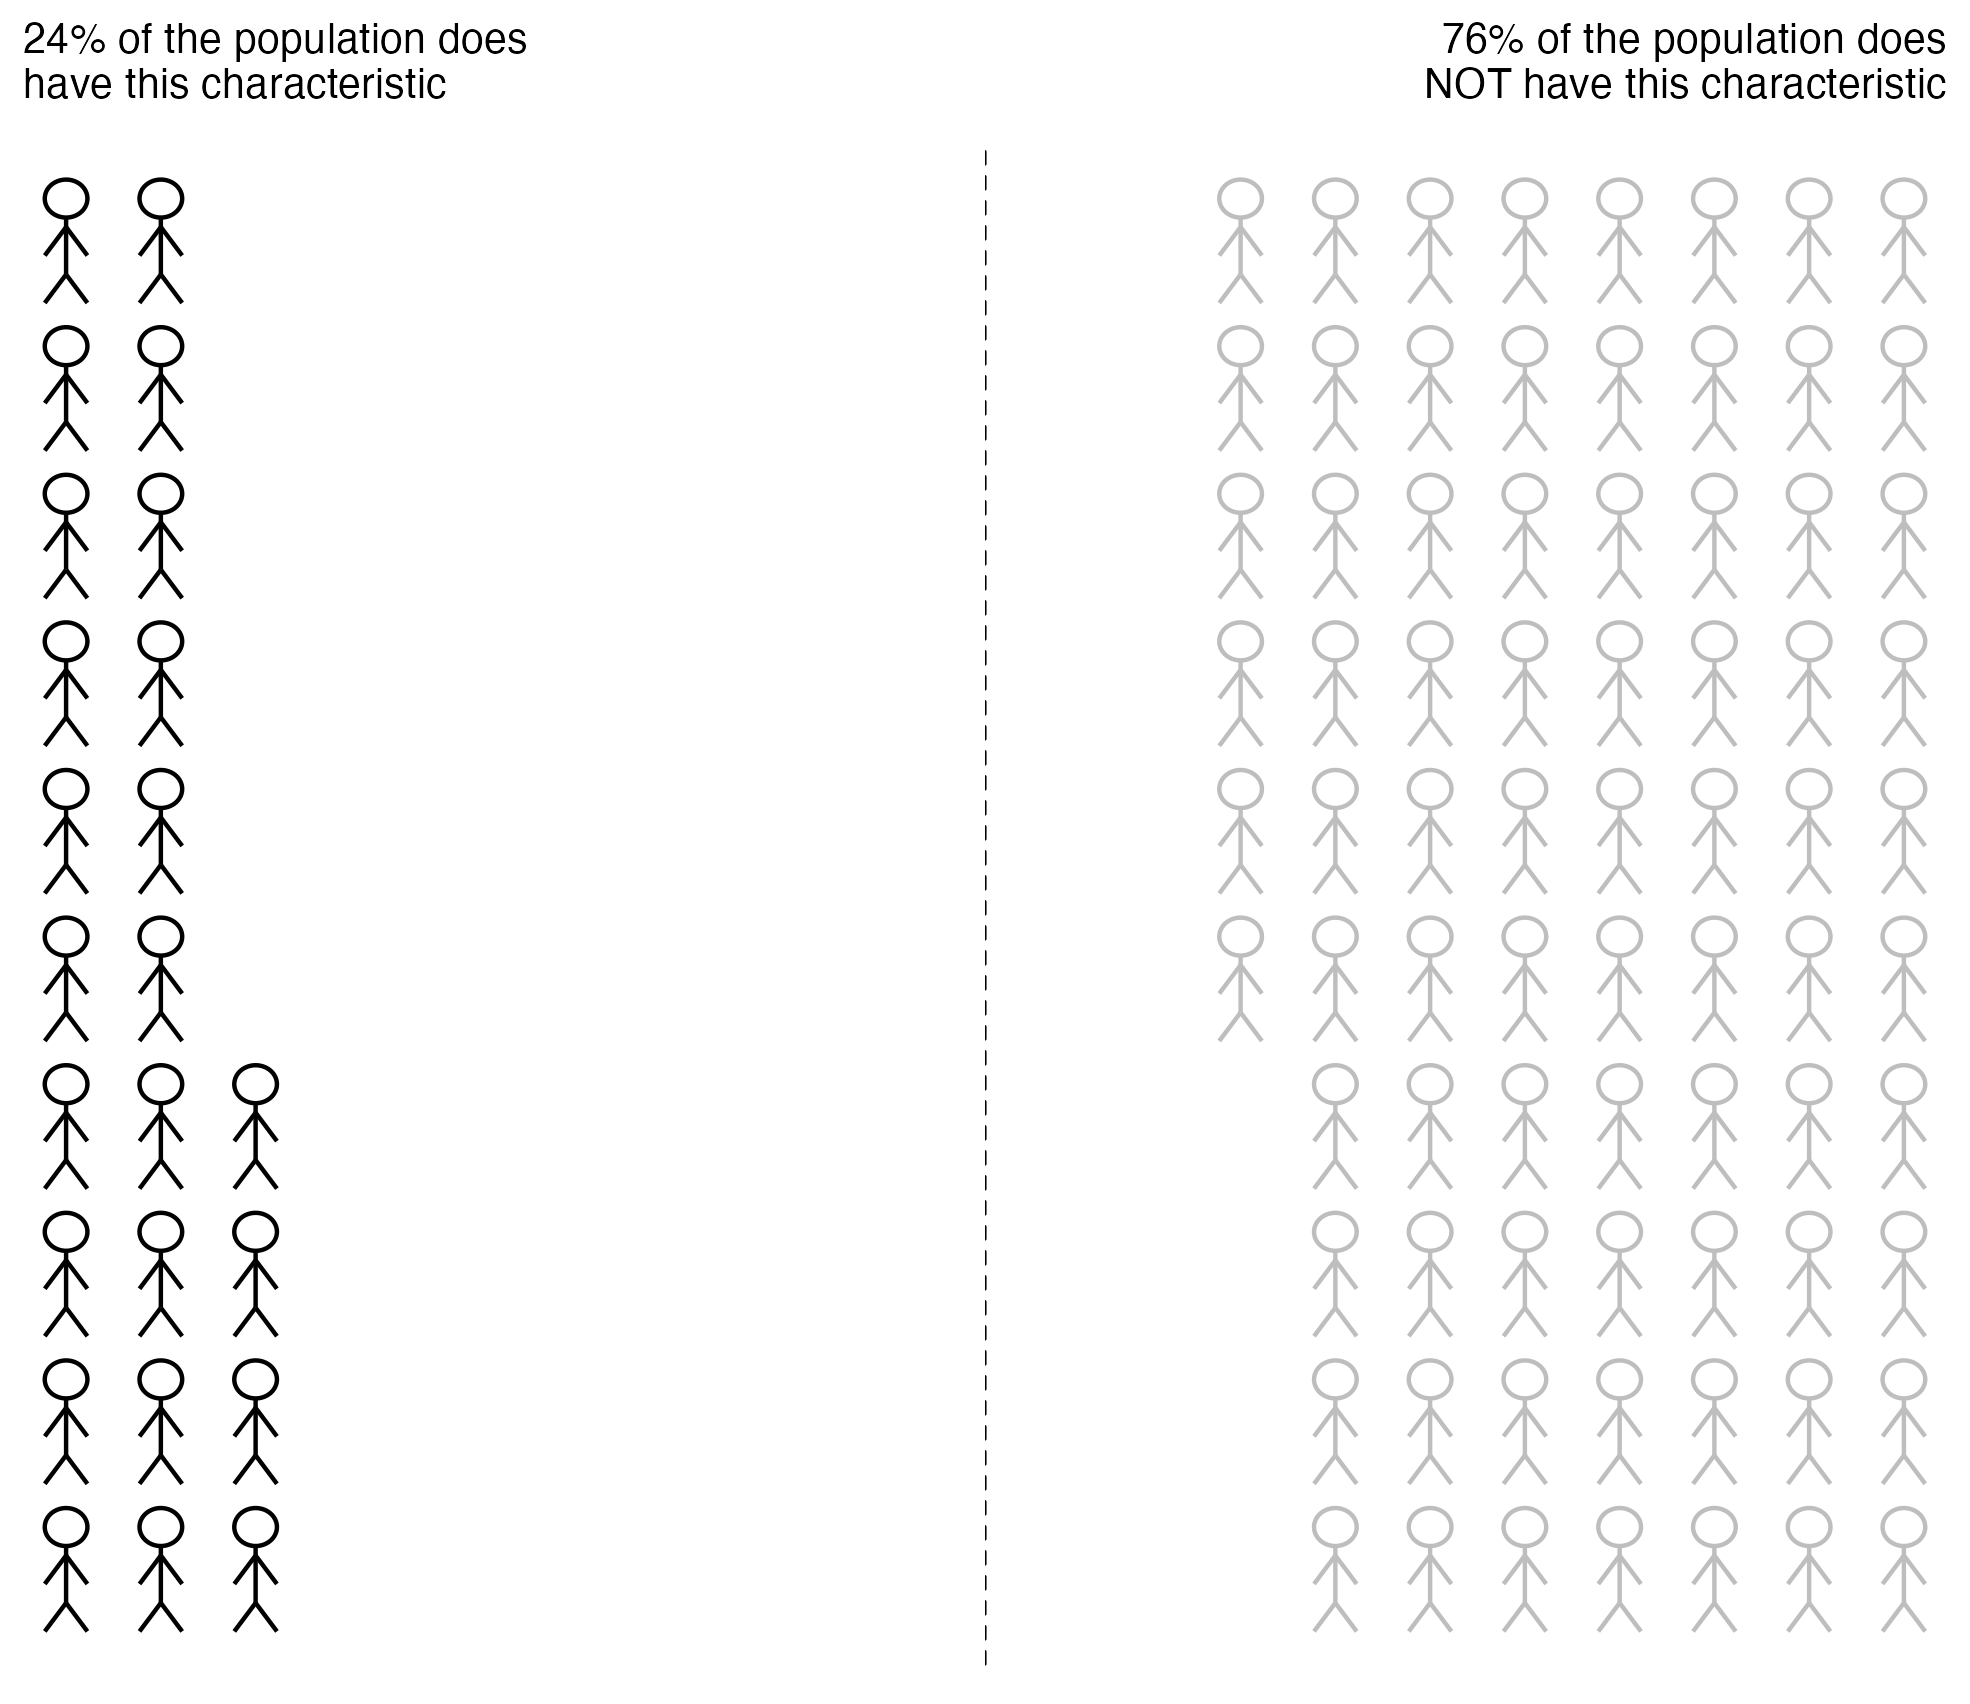 24% of the population does
have this characteristic
76% of the population does
NOT have this characteristic